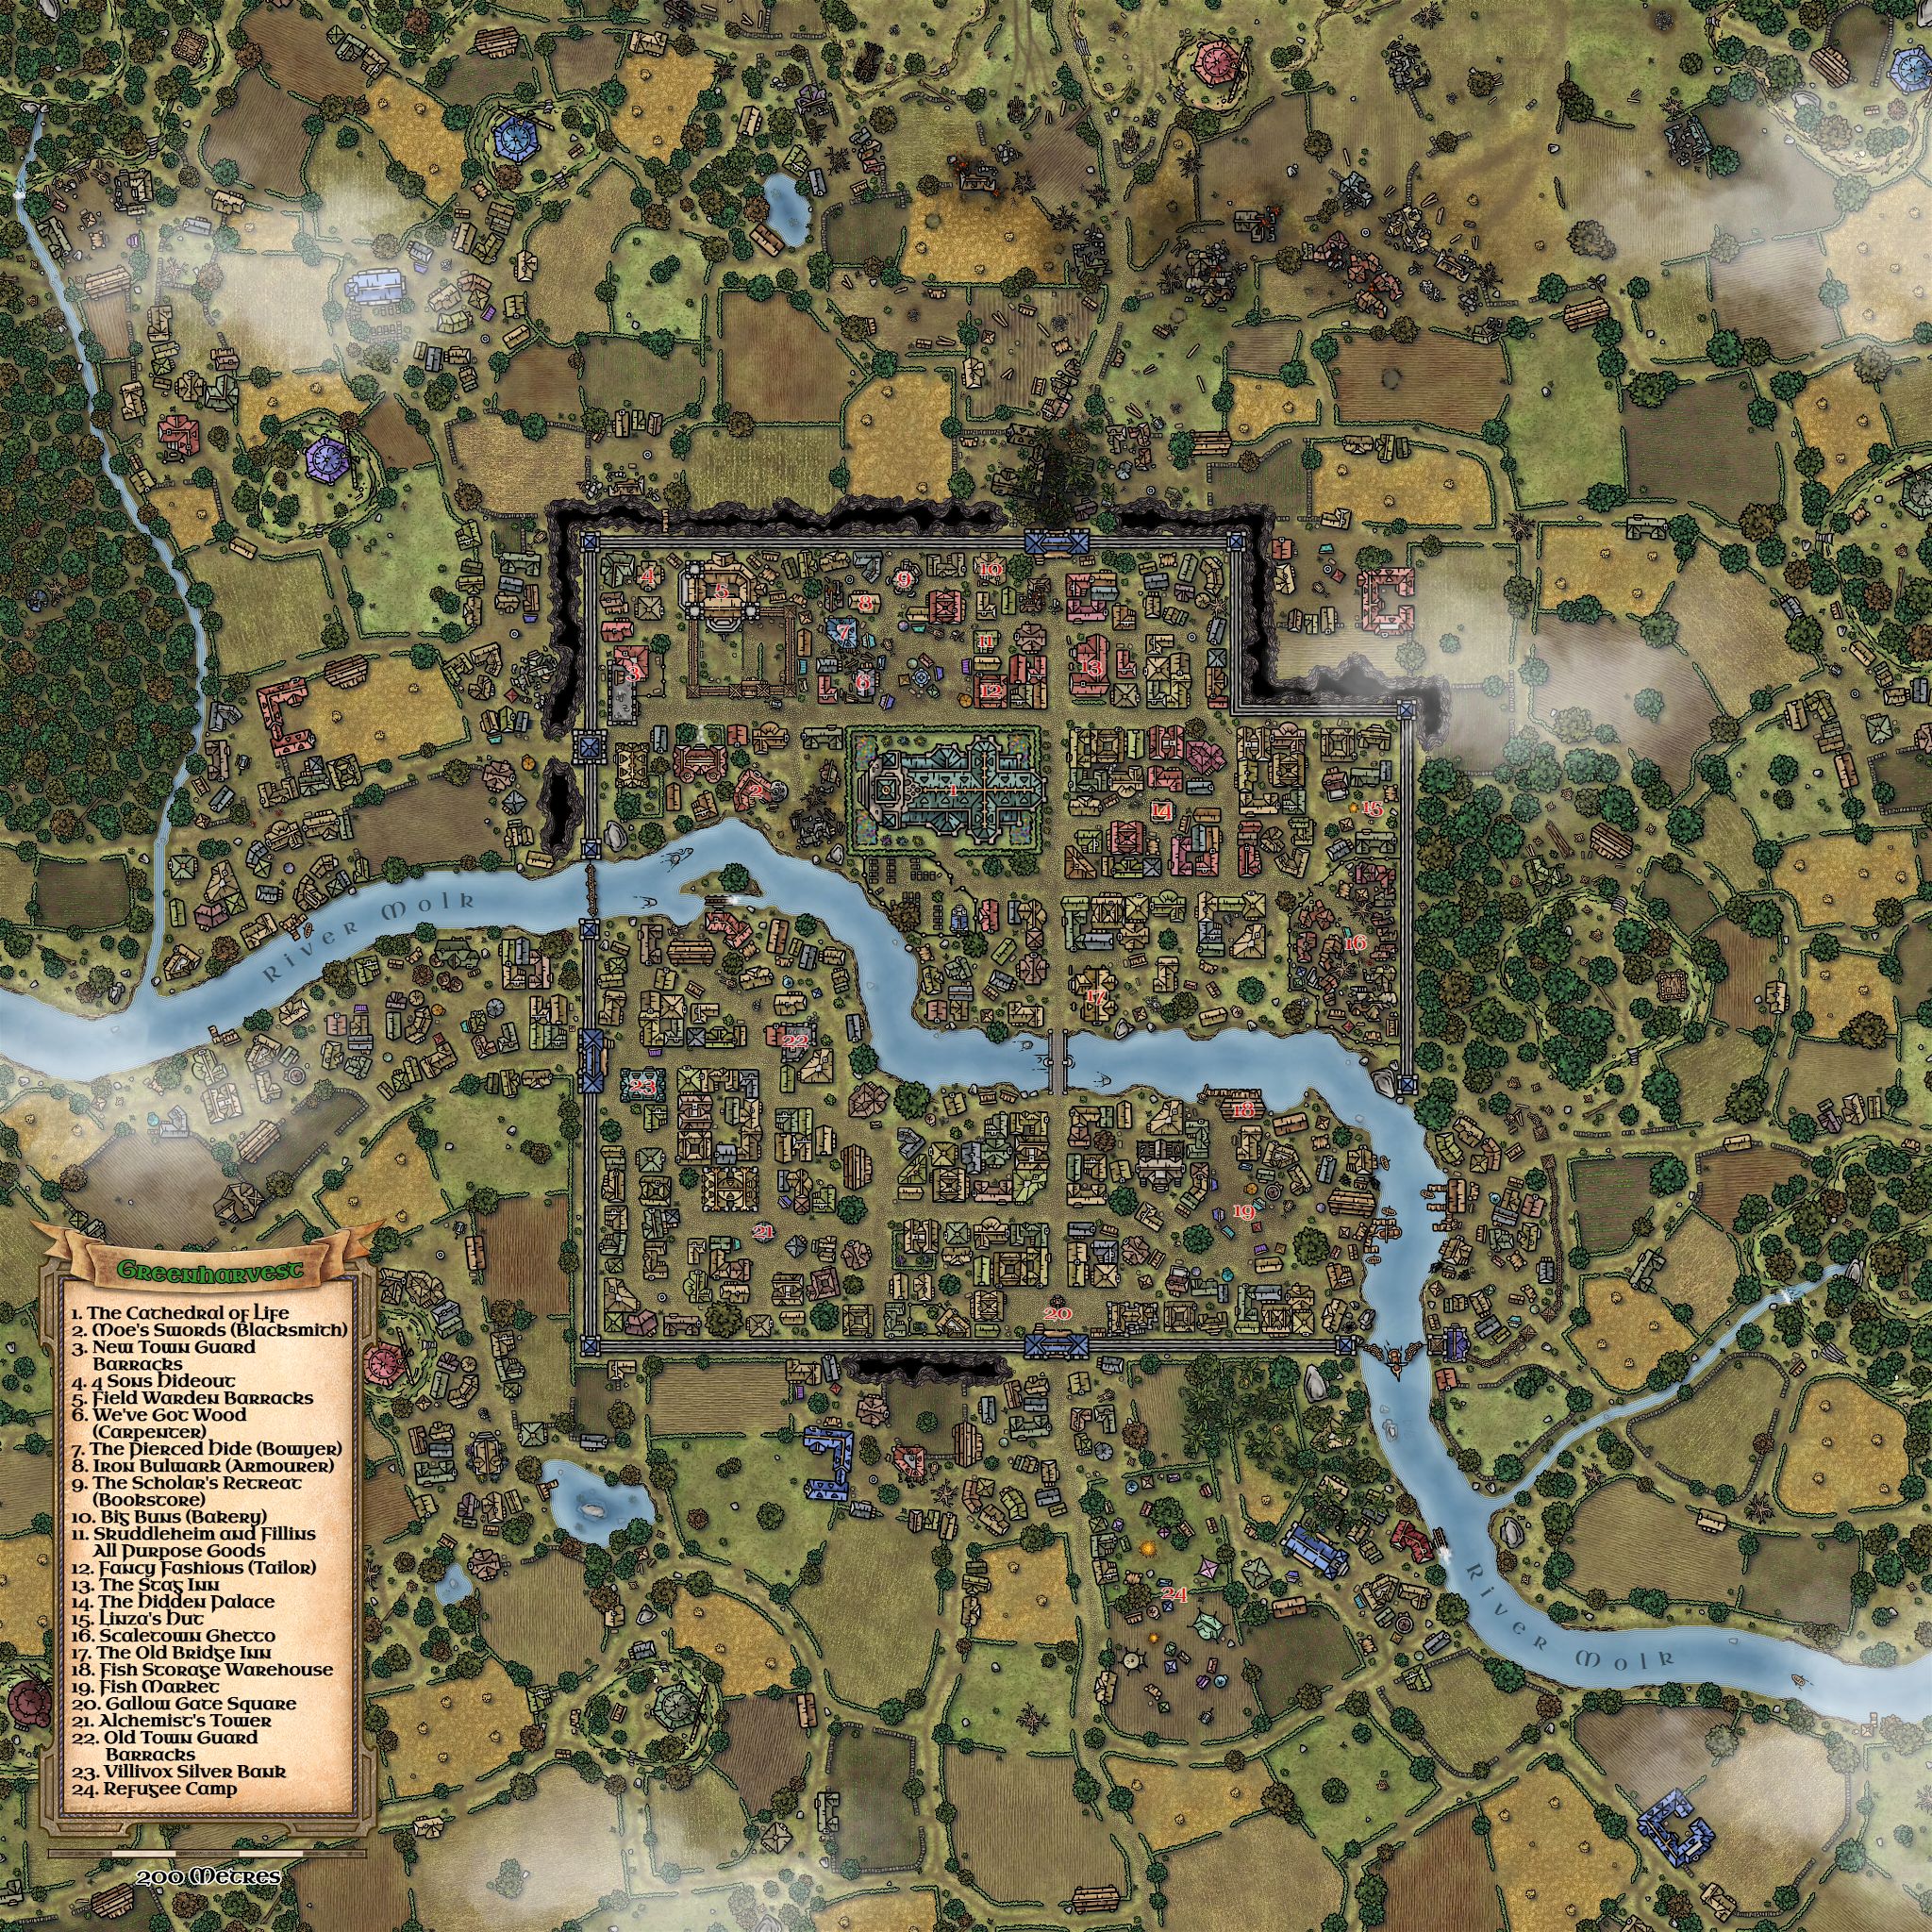 4
5
10
9
8
7
11
3
6
12
13
2
1
14
15
River Molk
16
17
22
23
18
19
21
20
Greenharvest
1. The Cathedral of Life
2. Moe's Swords (Blacksmith)
3. New Town Guard
Barracks
4. 4 Sons Hideout
5. Field Warden Barracks
6. We've Got Wood
(Carpenter)
7. The Pierced Hide (Bowyer)
8. Iron Bulwark (Armourer)
9. The Scholar's Retreat
(Bookstore)
10. Big Buns (Bakery)
11. Skuddleheim and Fillins
All Purpose Goods
12. Fancy Fashions (Tailor)
13. The Stag Inn
14. The Hidden Palace
15. Linza's Hut
16. Scaletown Ghetto
17. The Old Bridge Inn
18. Fish Storage Warehouse
19. Fish Market
20. Gallow Gate Square
21. Alchemist's Tower
22. Old Town Guard
Barracks
23. Villivox Silver Bank
24. Refugee Camp
24
River Molk
200 Metres